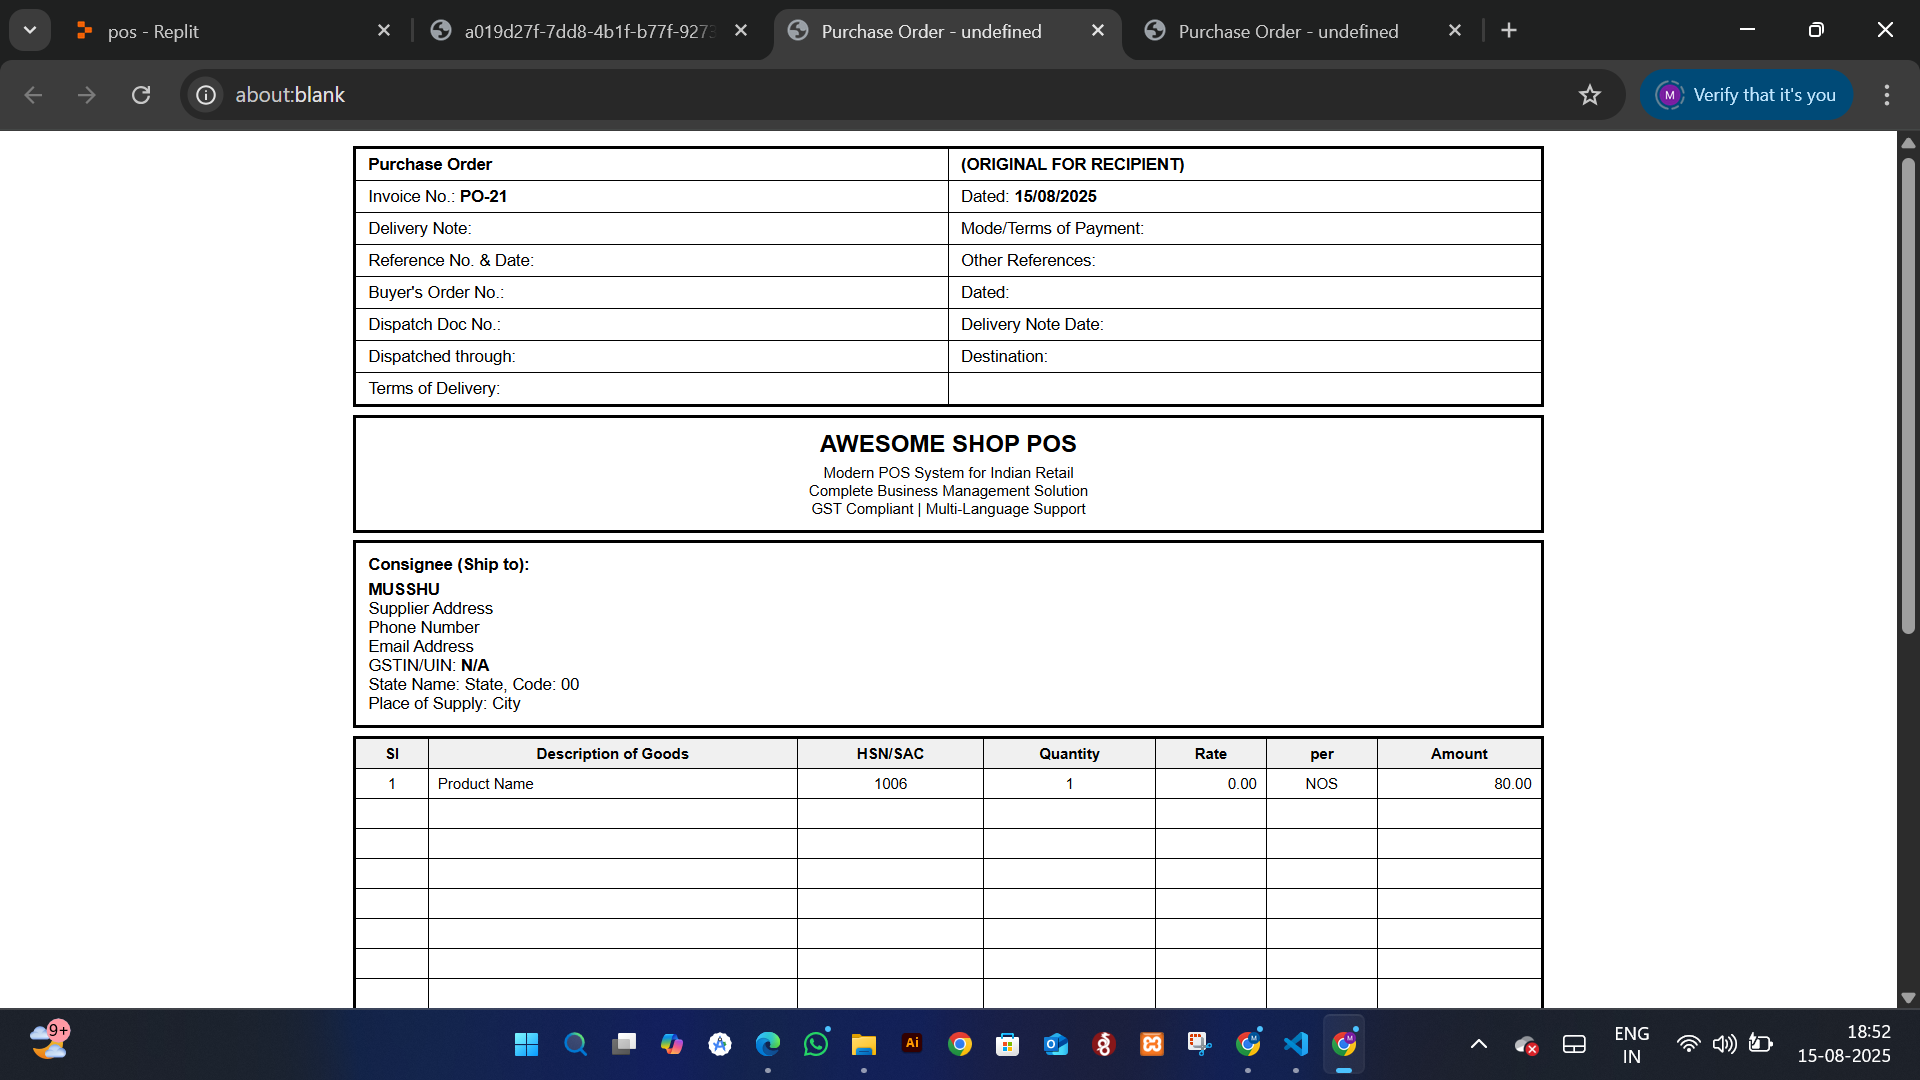 pos - Replit
a019d27f-7dd8-4b1f-b77f-9273
Purchase Order - undefined
Purchase Order - undefined
about:blank
M
Verify that it's you
Purchase Order
(ORIGINAL FOR RECIPIENT)
Invoice No.: PO-21
Dated: 15/08/2025
Delivery Note:
Mode/Terms of Payment:
Reference No. & Date:
Other References:
Buyer's Order No.:
Dated:
Dispatch Doc No.:
Delivery Note Date:
Dispatched through:
Destination:
Terms of Delivery:
AWESOME SHOP POS
Modern POS System for Indian Retail
Complete Business Management Solution
GST Compliant | Multi-Language Support
Consignee (Ship to):
MUSSHU
Supplier Address
Phone Number
Email Address
GSTIN/UIN: N/A
State Name: State, Code: 00
Place of Supply: City
Sl Description of Goods HSN/SAC Quantity Rate per Amount
1 Product Name 1006 1 0.00 NOS 80.00
9+
Ai
ENG
IN
18:52
15-08-2025